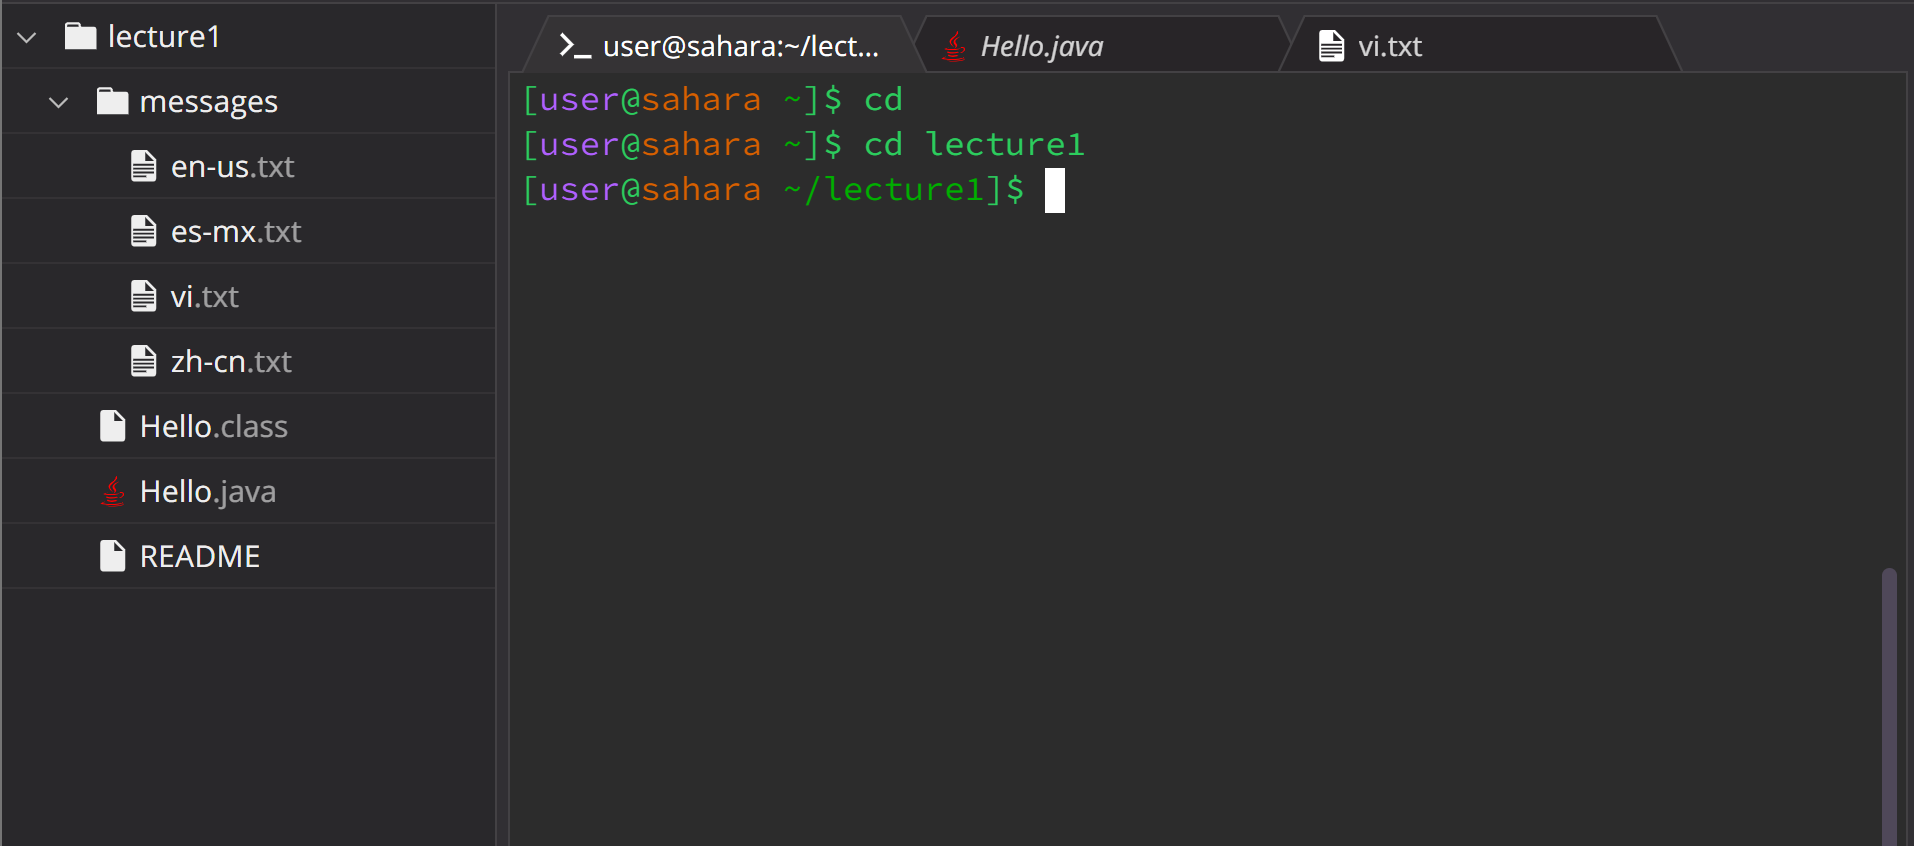 lecture1
messages
en-us.txt
es-mx.txt
vi.txt
zh-cn.txt
Hello.class
Hello.java
README
user@sahara:~/lect...
Hello.java
vi.txt
[user@sahara ~]$ cd
[user@sahara ~]$ cd lecture1
[user@sahara ~/lecture1]$